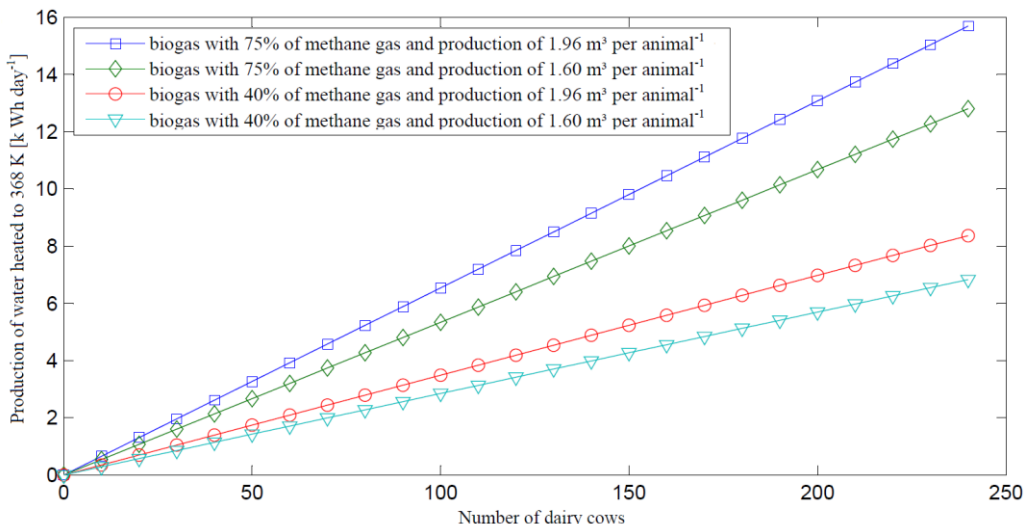 16
14
12
10
8
6
4
2
0
Production of water heated to 368 K [k Wh day⁻¹]
biogas with 75% of methane gas and production of 1.96 m³ per animal⁻¹
biogas with 75% of methane gas and production of 1.60 m³ per animal⁻¹
biogas with 40% of methane gas and production of 1.96 m³ per animal⁻¹
biogas with 40% of methane gas and production of 1.60 m³ per animal⁻¹
0 50 100 150 200 250
Number of dairy cows